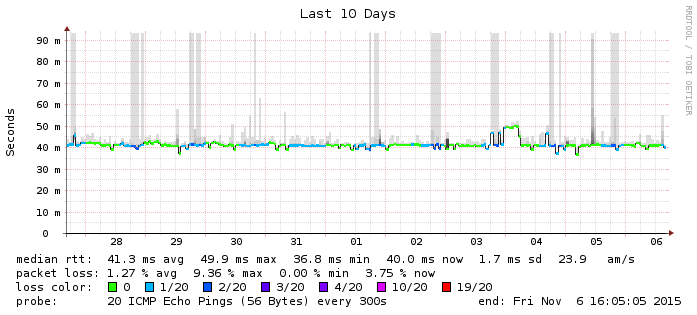 Last 10 Days
RRDTOOL / TOBI OETIKER
Seconds
90 m
80 m
70 m
60 m
50 m
40 m
30 m
20 m
10 m
0
28 29 30 31 01 02 03 04 05 06
median rtt: 41.3 ms avg 49.9 ms max 36.8 ms min 40.0 ms now 1.7 ms sd 23.9 am/s
packet loss: 1.27 % avg 9.36 % max 0.00 % min 3.75 % now
loss color: 0 1/20 2/20 3/20 4/20 10/20 19/20
probe: 20 ICMP Echo Pings (56 Bytes) every 300s end: Fri Nov 6 16:05:05 2015